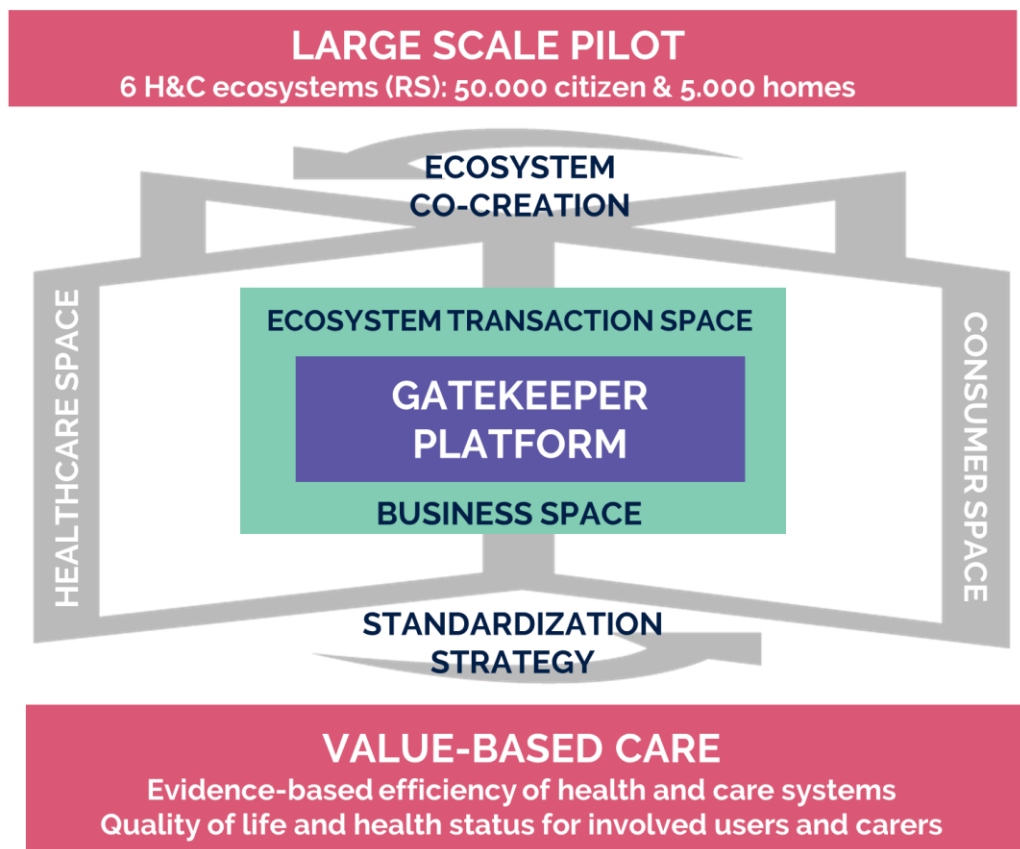 LARGE SCALE PILOT
6 H&C ecosystems (RS): 50.000 citizen & 5.000 homes
ECOSYSTEM
CO-CREATION
HEALTHCARE SPACE
ECOSYSTEM TRANSACTION SPACE
GATEKEEPER
PLATFORM
BUSINESS SPACE
CONSUMER SPACE
STANDARDIZATION
STRATEGY
VALUE-BASED CARE
Evidence-based efficiency of health and care systems
Quality of life and health status for involved users and carers